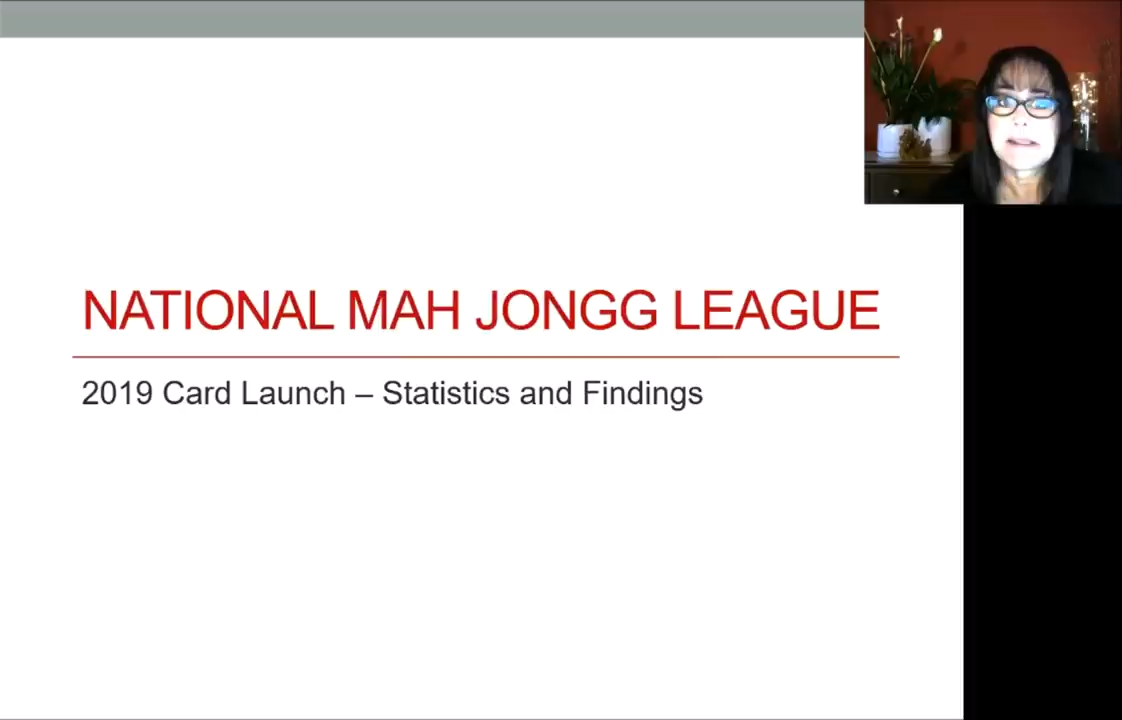 NATIONAL MAH JONGG LEAGUE
2019 Card Launch – Statistics and Findings